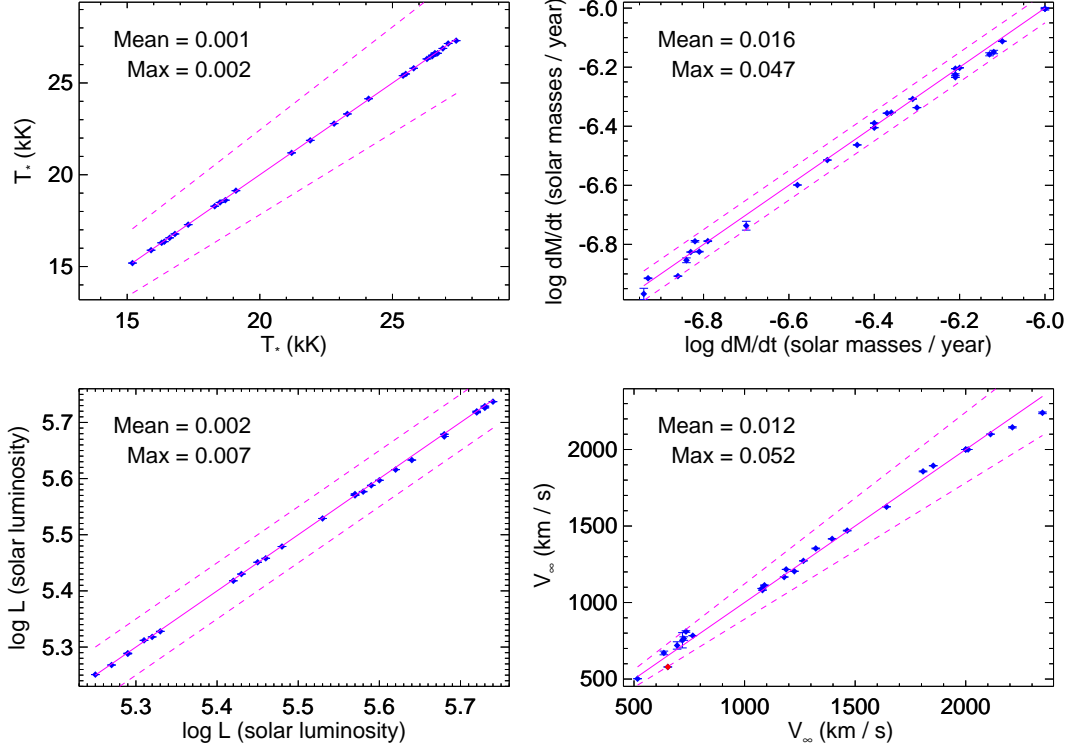 Mean = 0.001
Max = 0.002
25
20
15
T* (kK)
15
20
25
T* (kK)
Mean = 0.016
Max = 0.047
-6.0
-6.2
-6.4
-6.6
-6.8
log dM/dt (solar masses / year)
-6.8
-6.6
-6.4
-6.2
-6.0
log dM/dt (solar masses / year)
Mean = 0.002
Max = 0.007
5.7
5.6
5.5
5.4
5.3
log L (solar luminosity)
5.3
5.4
5.5
5.6
5.7
log L (solar luminosity)
Mean = 0.012
Max = 0.052
2000
1500
1000
500
V∞ (km / s)
500
1000
1500
2000
V∞ (km / s)